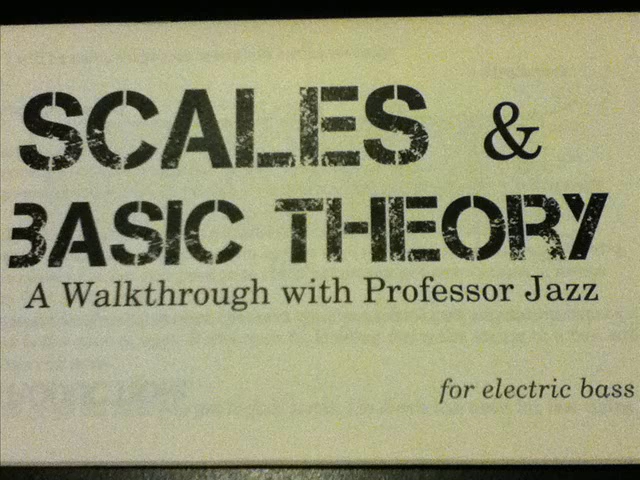 SCALES &
BASIC THEORY
A Walkthrough with Professor Jazz
for electric bass